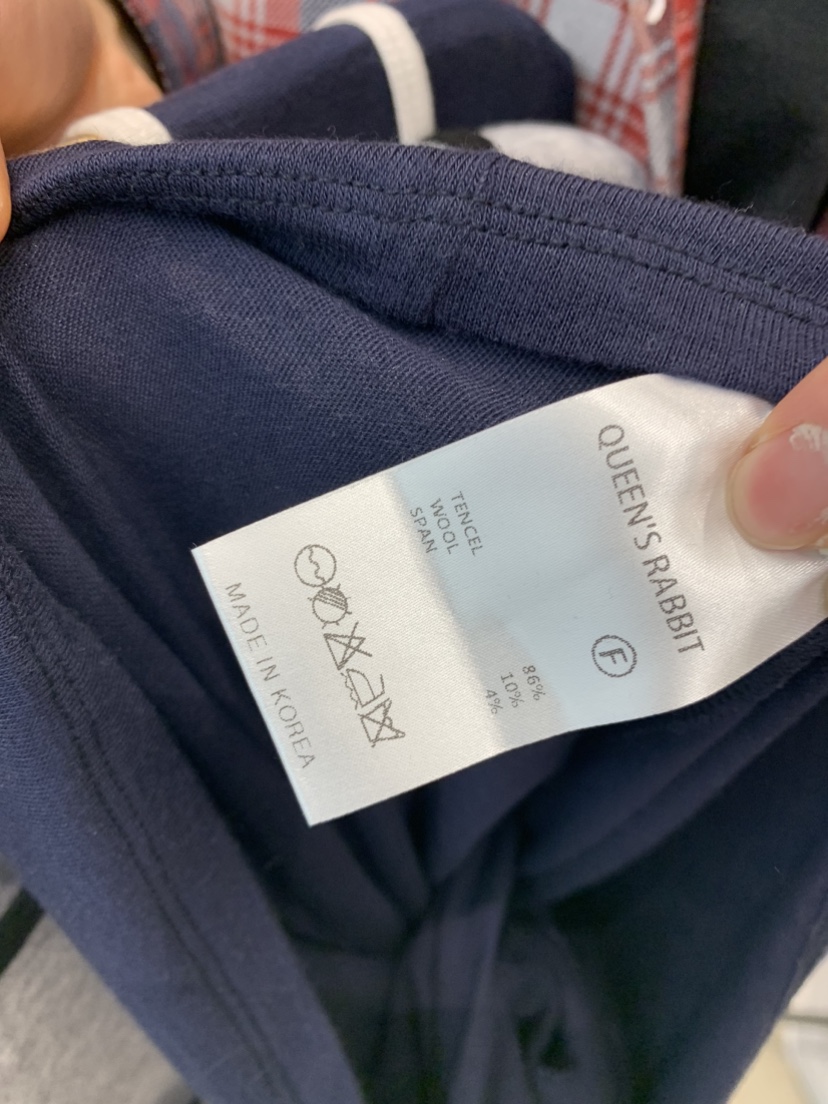 QUEEN'S RABBIT
F
TENCEL 86%
WOOL 10%
SPAN 4%
MADE IN KOREA